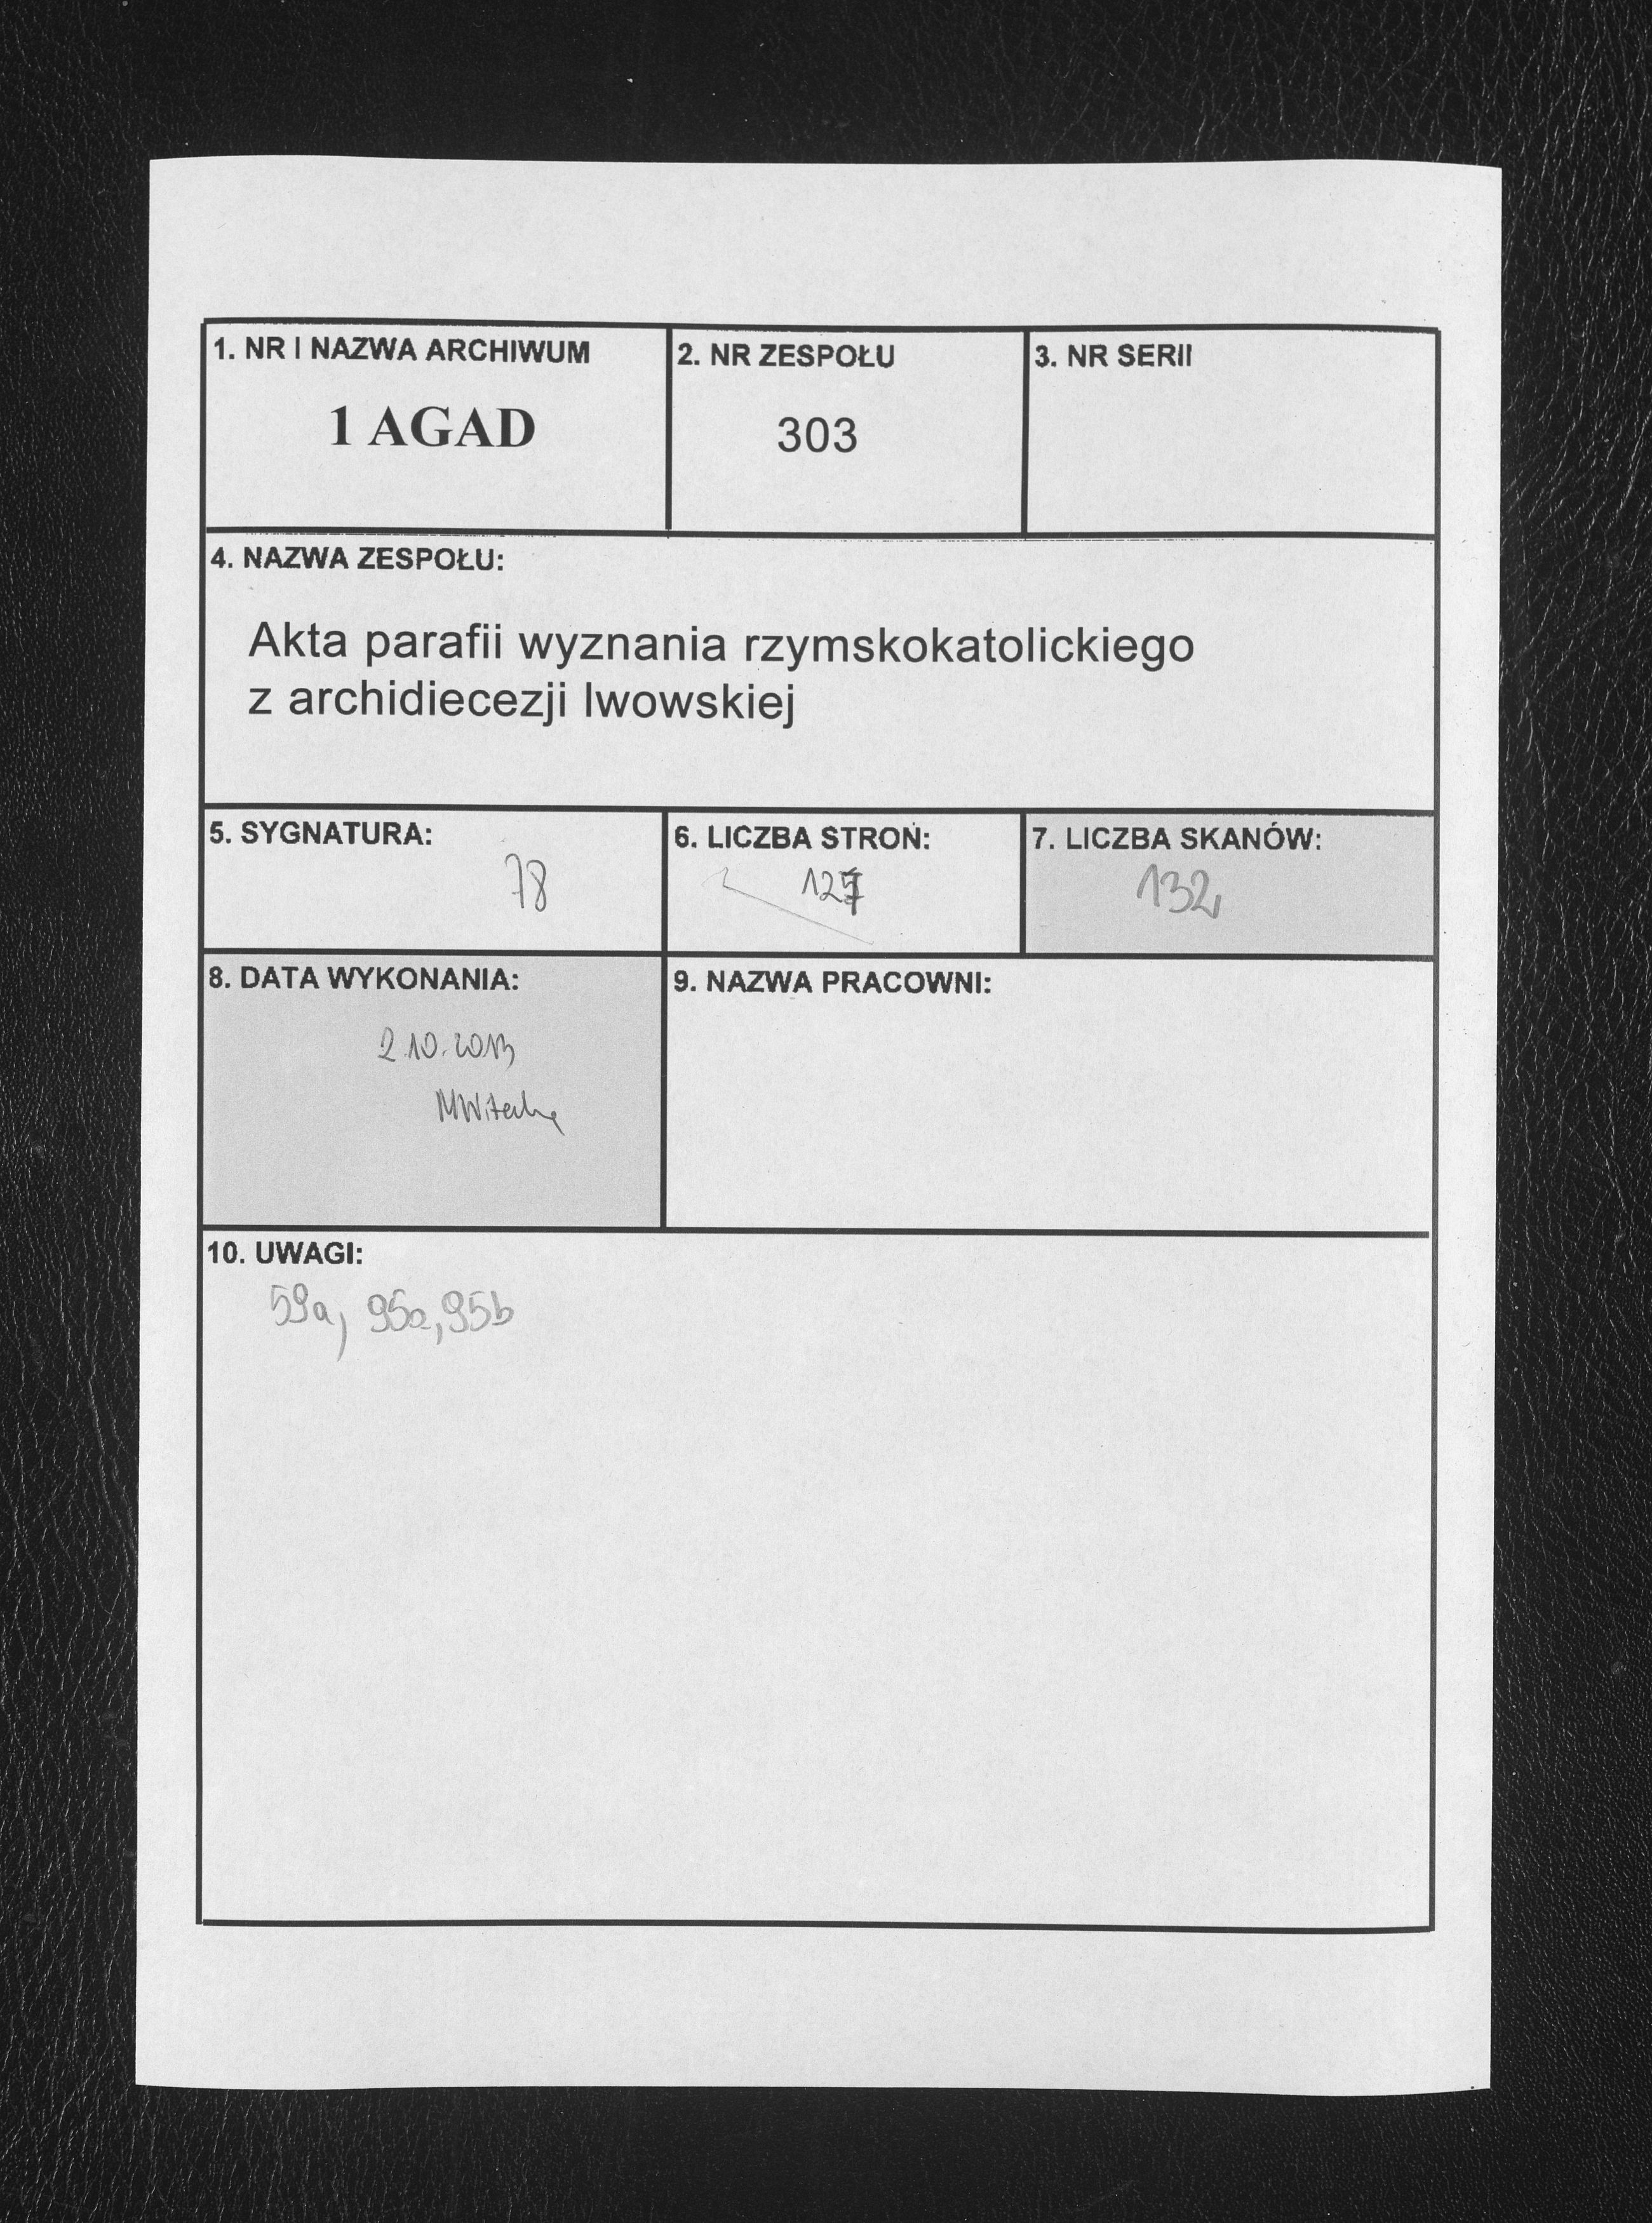 1. NR I NAZWA ARCHIWUM
1 AGAD
2. NR ZESPOŁU
303
3. NR SERII
4. NAZWA ZESPOŁU:
Akta parafii wyznania rzymskokatolickiego
z archidiecezji lwowskiej
5. SYGNATURA:
78
6. LICZBA STRON:
127
7. LICZBA SKANÓW:
132
8. DATA WYKONANIA:
2.10.2013
9. NAZWA PRACOWNI:
10. UWAGI:
59a, 95a, 95b